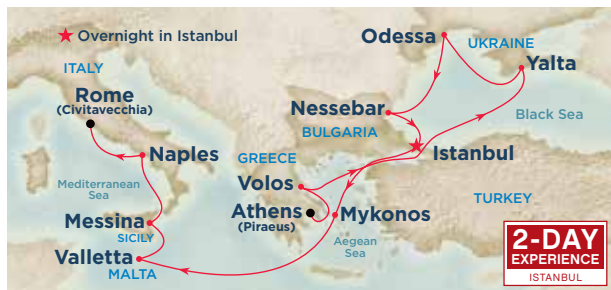 ★ Overnight in Istanbul
Odessa
UKRAINE
Yalta
ITALY
Rome
(Civitavecchia)
Nessebar
BULGARIA
Black Sea
Istanbul
Naples
GREECE
Mediterranean
Sea
Volos
TURKEY
Athens
(Piraeus)
Mykonos
Messina
SICILY
Aegean
Sea
Valletta
MALTA
2-DAY
EXPERIENCE
ISTANBUL